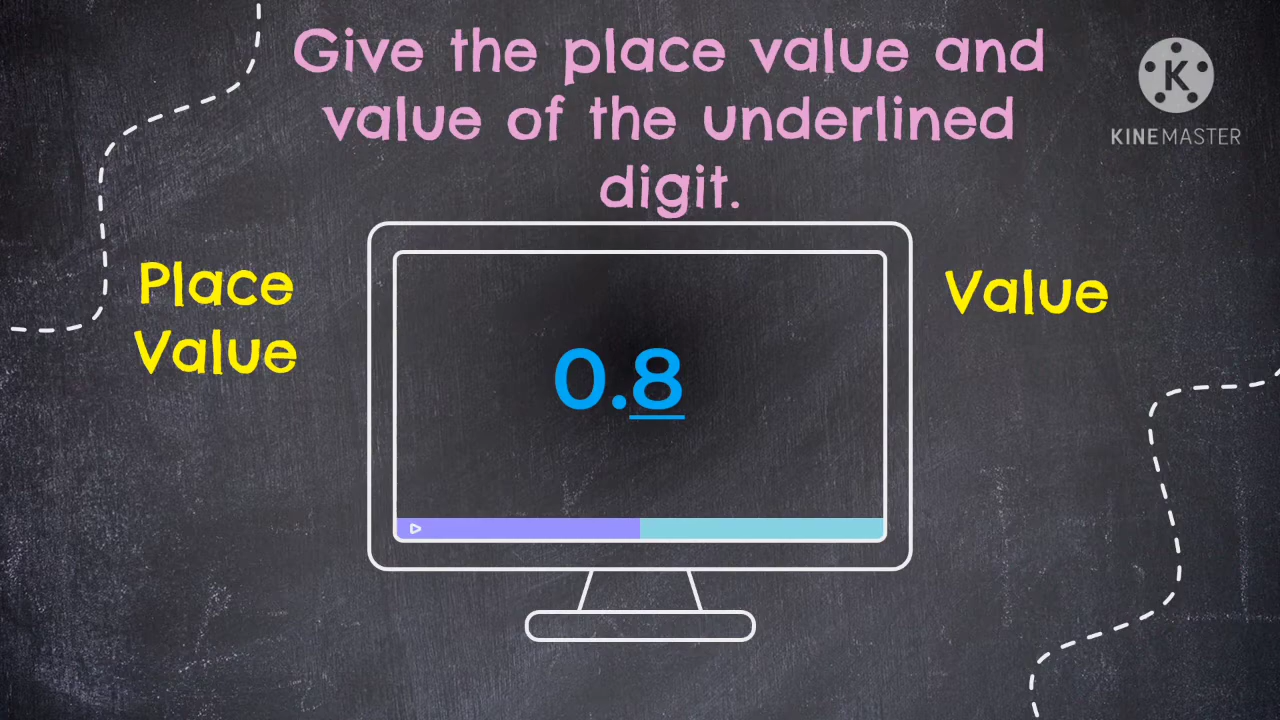 Give the place value and
value of the underlined
digit.
K
KINEMASTER
Place
Value
Value
0.8